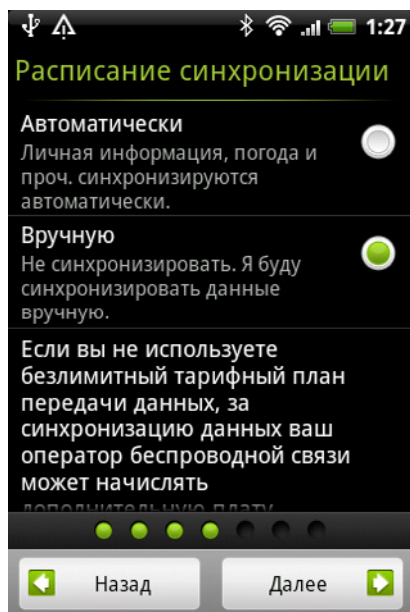 1:27
Расписание синхронизации
Автоматически
Личная информация, погода и
проч. синхронизируются
автоматически.
Вручную
Не синхронизировать. Я буду
синхронизировать данные
вручную.
Если вы не используете
безлимитный тарифный план
передачи данных, за
синхронизацию данных ваш
оператор беспроводной связи
может начислять
дополнительную плату
Назад
Далее